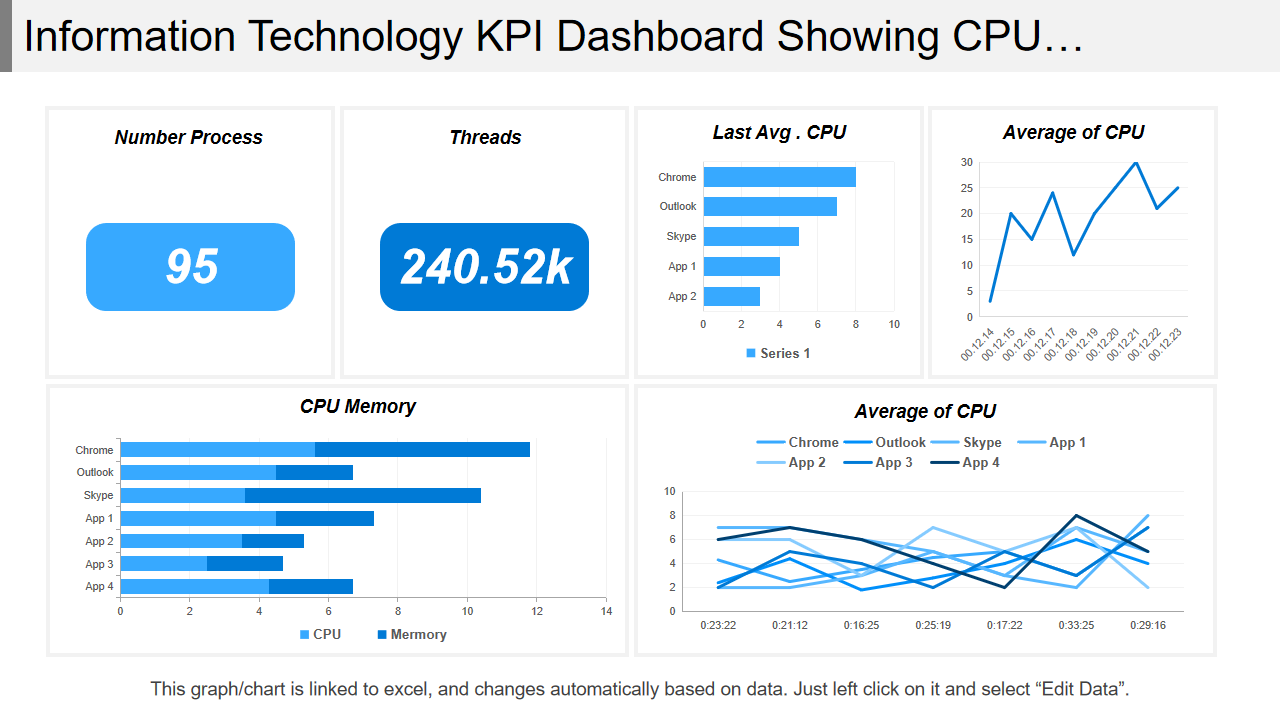 Information Technology KPI Dashboard Showing CPU…
Number Process
95
Threads
240.52k
Last Avg . CPU
Chrome
Outlook
Skype
App 1
App 2
0 2 4 6 8 10
Series 1
Average of CPU
30
25
20
15
10
5
0
00.12.14 00.12.15 00.12.16 00.12.17 00.12.18 00.12.19 00.12.20 00.12.21 00.12.22 00.12.23
CPU Memory
Chrome
Outlook
Skype
App 1
App 2
App 3
App 4
0 2 4 6 8 10 12 14
CPU Mermory
Average of CPU
Chrome Outlook Skype App 1
App 2 App 3 App 4
10
8
6
4
2
0
0:23:22 0:21:12 0:16:25 0:25:19 0:17:22 0:33:25 0:29:16
This graph/chart is linked to excel, and changes automatically based on data. Just left click on it and select “Edit Data”.